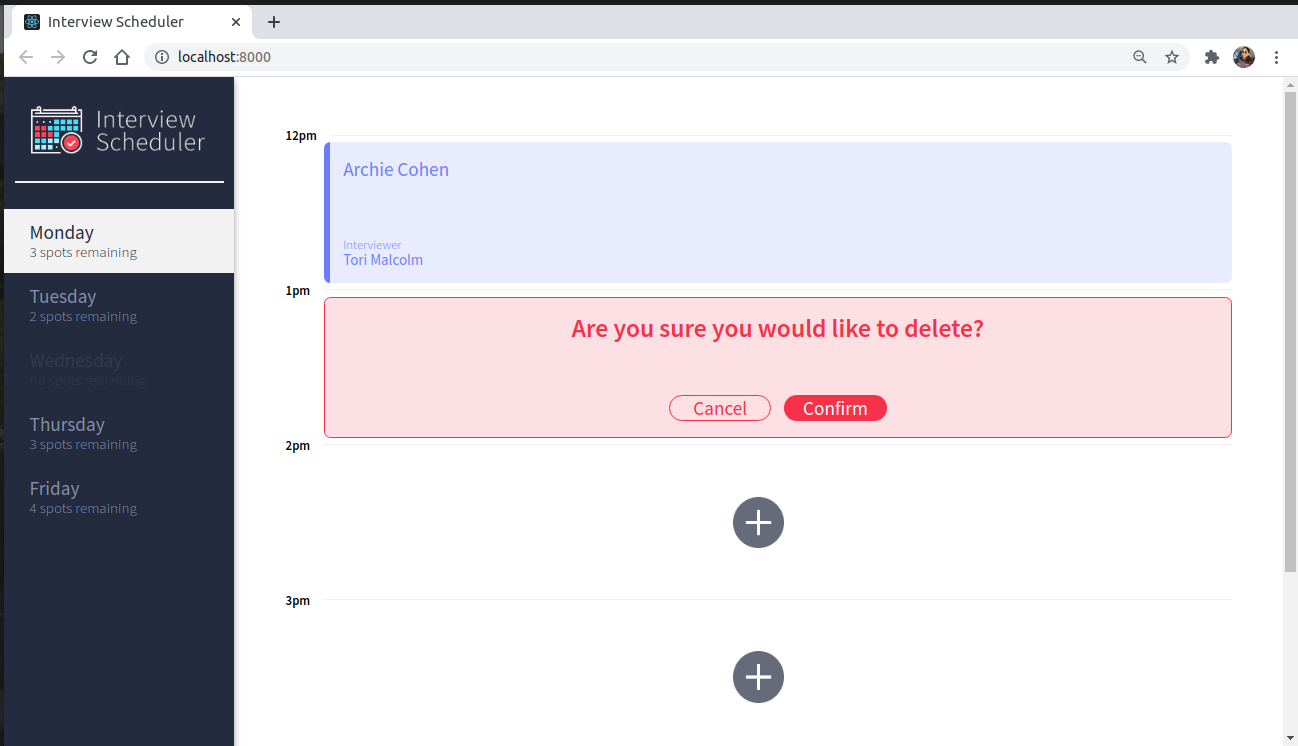 Interview Scheduler
localhost:8000
Interview
Scheduler
Monday
3 spots remaining
Tuesday
2 spots remaining
Wednesday
no spots remaining
Thursday
3 spots remaining
Friday
4 spots remaining
12pm
Archie Cohen
Interviewer
Tori Malcolm
1pm
Are you sure you would like to delete?
Cancel Confirm
2pm
3pm